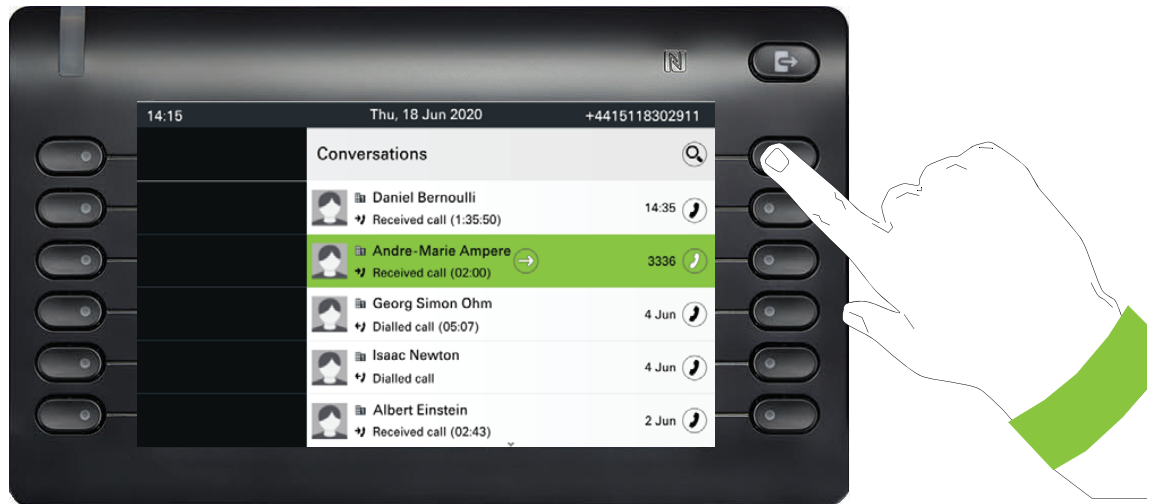 14:15 Thu, 18 Jun 2020 +4415118302911
Conversations
Daniel Bernoulli
14:35
Received call (1:35:50)
Andre-Marie Ampere
3336
Received call (02:00)
Georg Simon Ohm
4 Jun
Dialled call (05:07)
Isaac Newton
4 Jun
Dialled call
Albert Einstein
2 Jun
Received call (02:43)